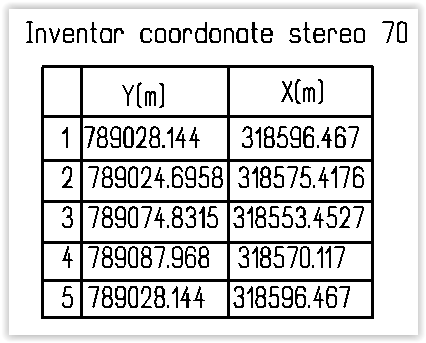 Inventar coordonate stereo 70
Y(m) X(m)
1 789028.144 318596.467
2 789024.6958 318575.4176
3 789074.8315 318553.4527
4 789087.968 318570.117
5 789028.144 318596.467